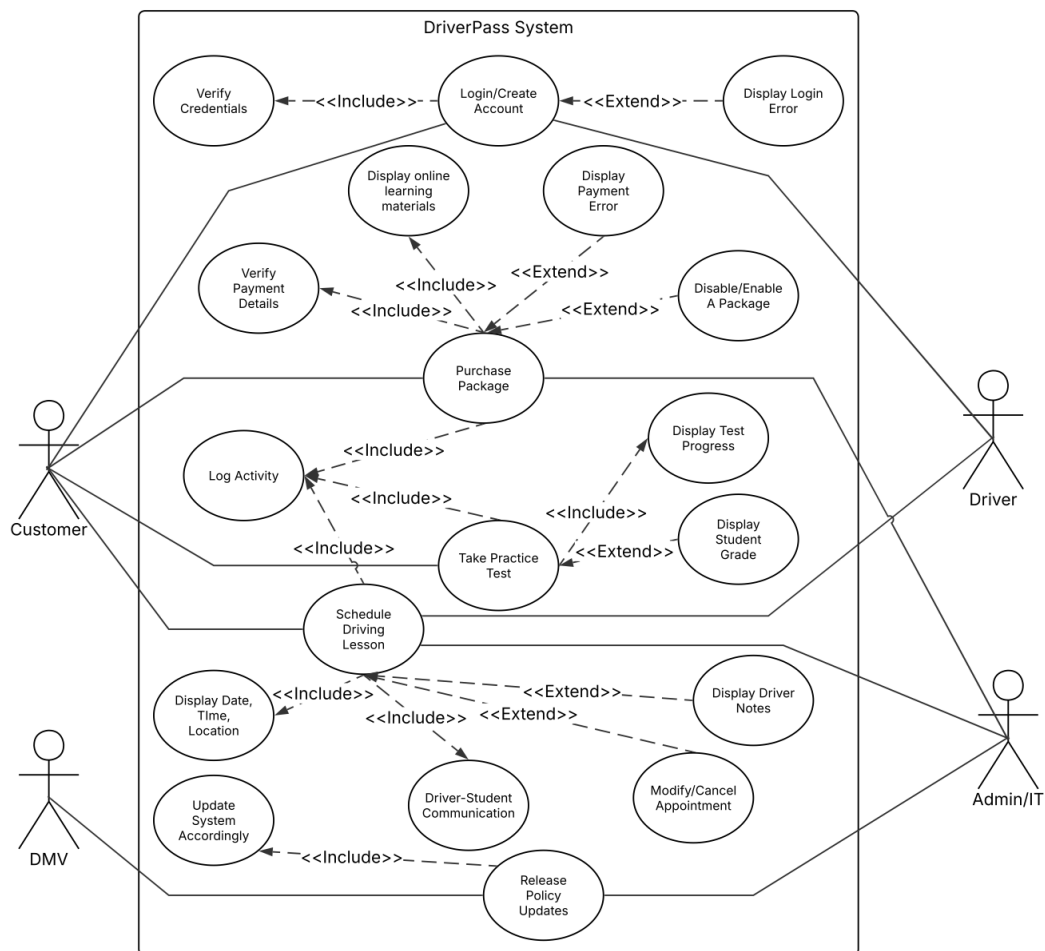 DriverPass System
Verify
Credentials
<<Include>>
Login/Create
Account
<<Extend>>
Display Login
Error
Display online
learning
materials
Display
Payment
Error
Verify
Payment
Details
<<Include>>
<<Include>>
<<Extend>>
<<Extend>>
Disable/Enable
A Package
Purchase
Package
Log Activity
<<Include>>
<<Include>>
<<Include>>
Display Test
Progress
<<Include>>
<<Extend>>
Display
Student
Grade
Take Practice
Test
Customer
Driver
Schedule
Driving
Lesson
Display Date,
TIme,
Location
<<Include>>
<<Include>>
<<Extend>>
<<Extend>>
Display Driver
Notes
Driver-Student
Communication
Modify/Cancel
Appointment
Admin/IT
DMV
Update
System
Accordingly
<<Include>>
Release
Policy
Updates